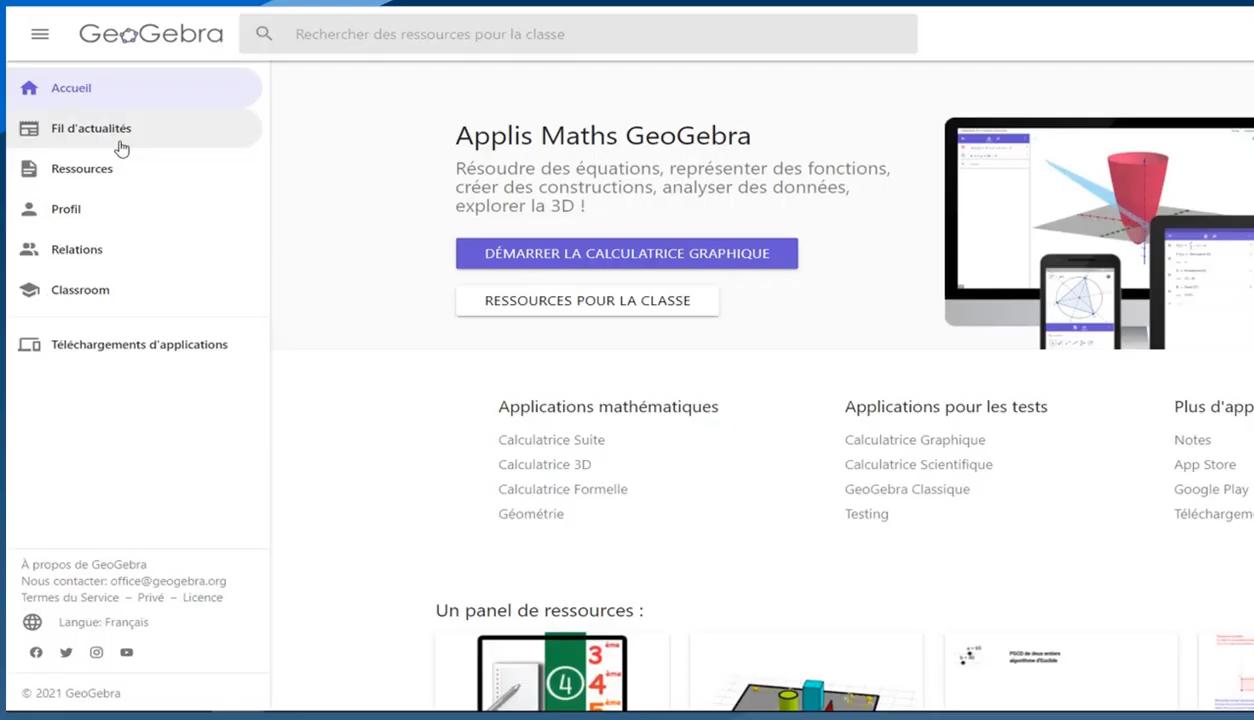 GeoGebra
Rechercher des ressources pour la classe
Accueil
Fil d'actualités
Ressources
Profil
Relations
Classroom
Téléchargements d'applications
À propos de GeoGebra
Nous contacter: office@geogebra.org
Termes du Service – Privé – Licence
Langue: Français
© 2021 GeoGebra
Applis Maths GeoGebra
Résoudre des équations, représenter des fonctions,
créer des constructions, analyser des données,
explorer la 3D !
DÉMARRER LA CALCULATRICE GRAPHIQUE
RESSOURCES POUR LA CLASSE
Applications mathématiques
Calculatrice Suite
Calculatrice 3D
Calculatrice Formelle
Géométrie
Applications pour les tests
Calculatrice Graphique
Calculatrice Scientifique
GeoGebra Classique
Testing
Plus d'app
Notes
App Store
Google Play
Téléchargem
Un panel de ressources :
4
3ème
4ème
PGCD de deux entiers
algorithme d'Euclide